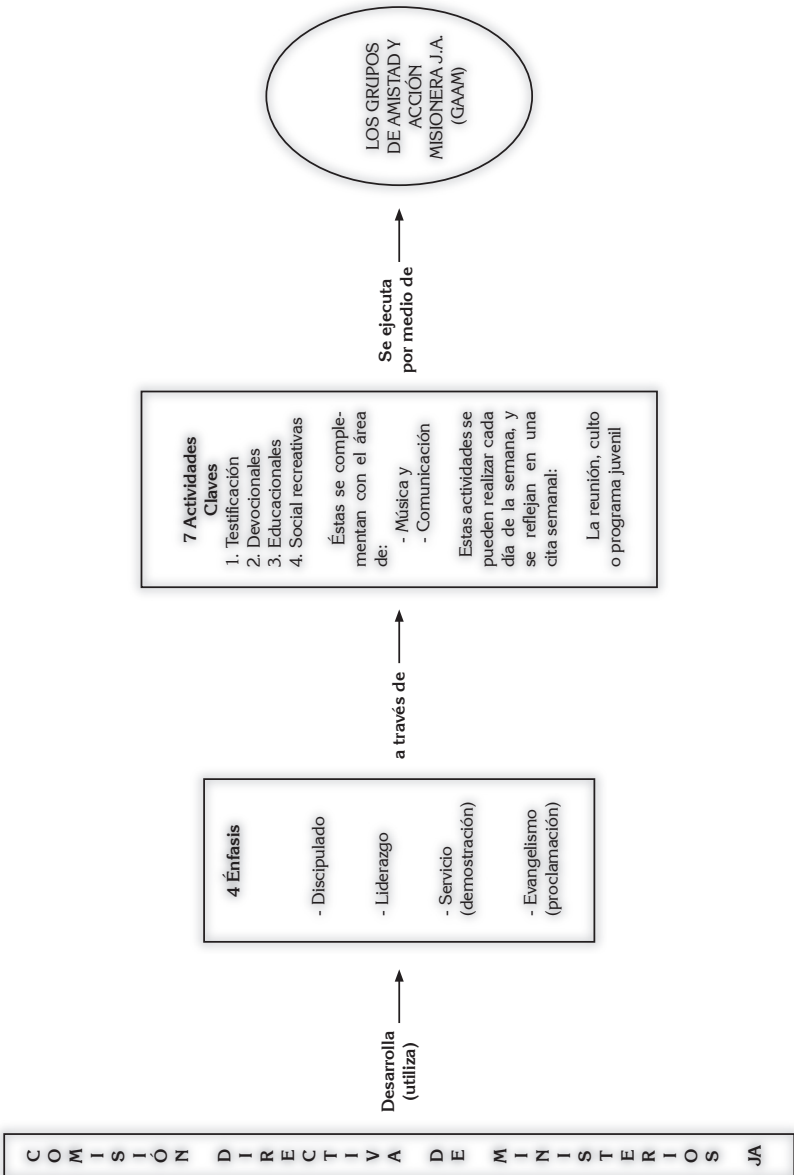 COMISIÓN DIRECTIVA DE MINISTERIOS JA
Desarrolla
(utiliza)
4 Énfasis
- Discipulado
- Liderazgo
- Servicio
(demostración)
- Evangelismo
(proclamación)
a través de
7 Actividades
Claves
1. Testificación
2. Devocionales
3. Educacionales
4. Social recreativas
Éstas se comple-
mentan con el área
de:
- Música y
- Comunicación
Estas actividades se
pueden realizar cada
día de la semana, y
se reflejan en una
cita semanal:
La reunión, culto
o programa juvenil
Se ejecuta
por medio de
LOS GRUPOS
DE AMISTAD Y
ACCIÓN
MISIONERA J.A.
(GAAM)